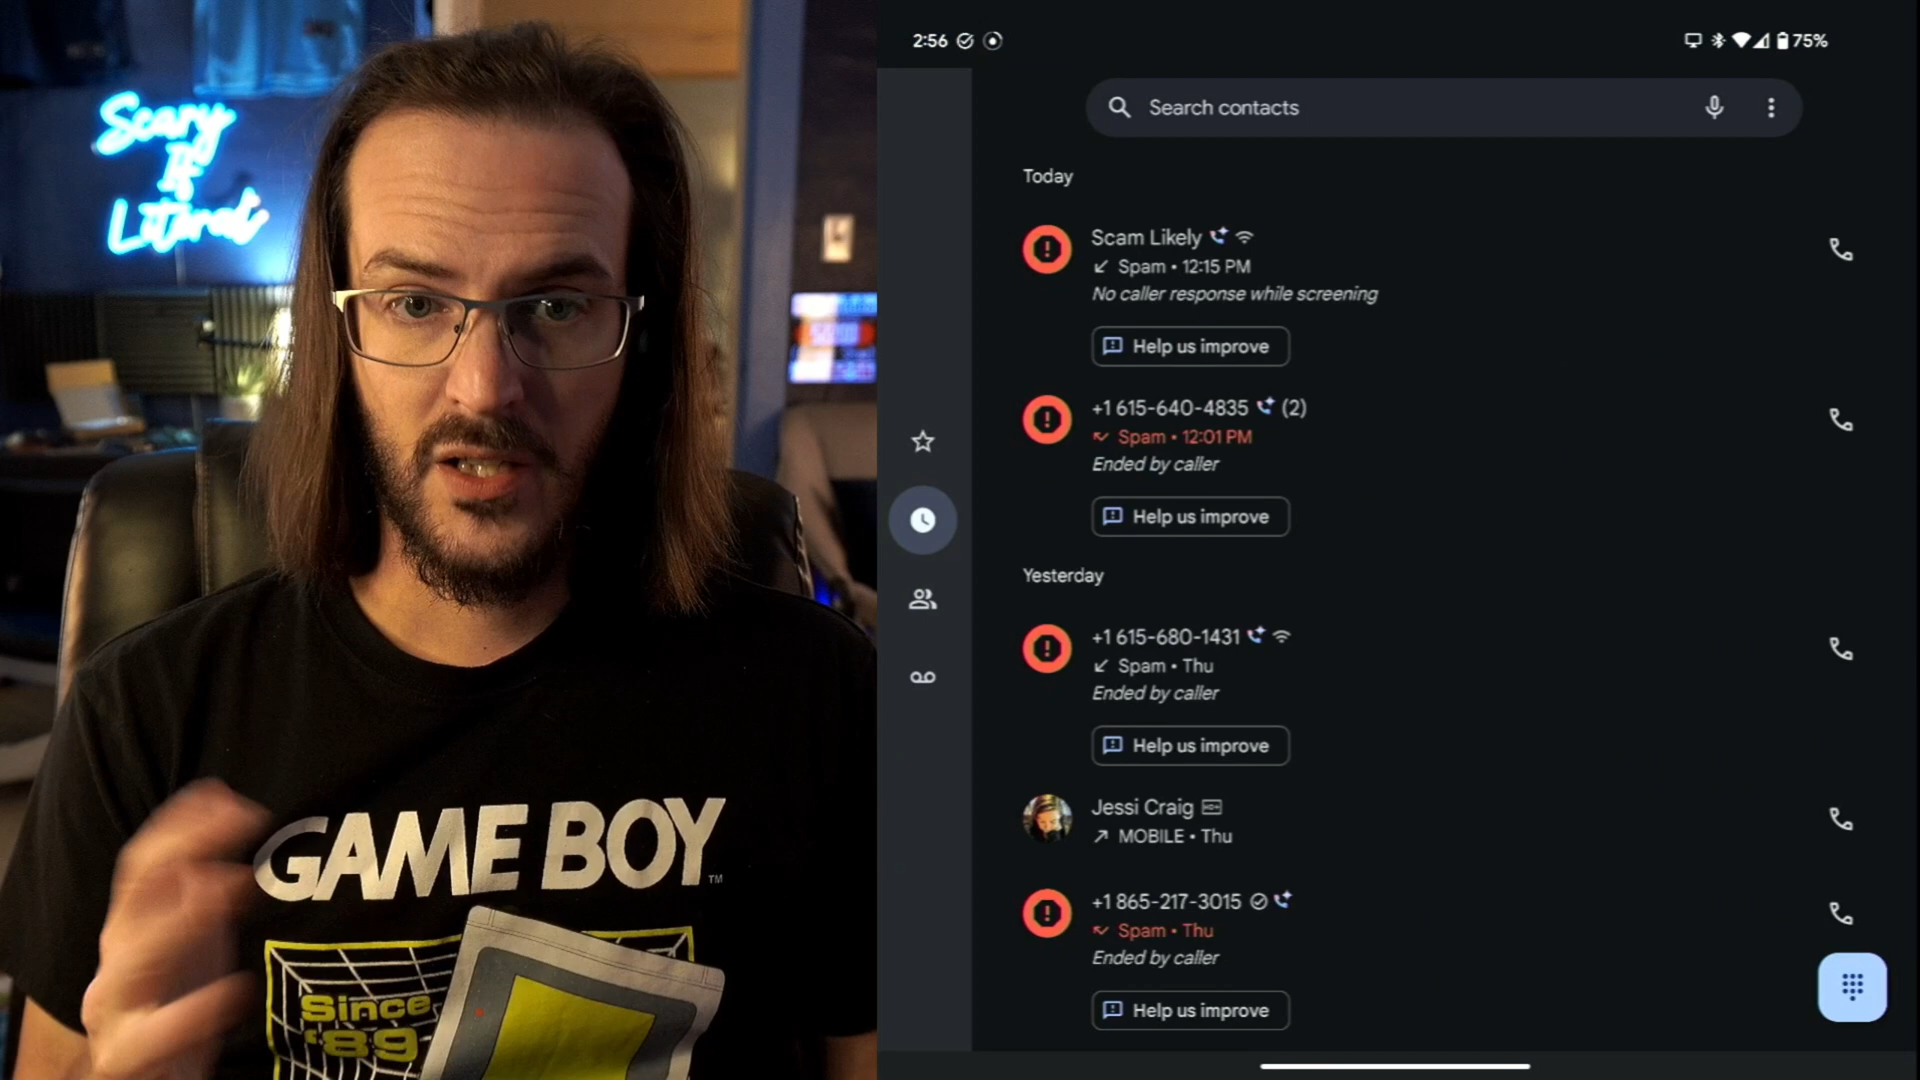 Scary
If
Literal
GAME BOY
TM
Since
'89
2:56
75%
Search contacts
Today
Scam Likely
Spam • 12:15 PM
No caller response while screening
Help us improve
+1 615-640-4835 (2)
Spam • 12:01 PM
Ended by caller
Help us improve
Yesterday
+1 615-680-1431
Spam • Thu
Ended by caller
Help us improve
Jessi Craig HD+
MOBILE • Thu
+1 865-217-3015
Spam • Thu
Ended by caller
Help us improve